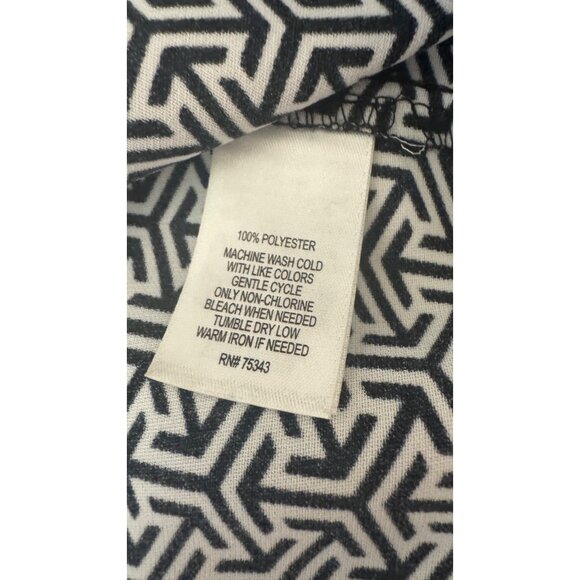 100% POLYESTER
MACHINE WASH COLD
WITH LIKE COLORS
GENTLE CYCLE
ONLY NON-CHLORINE
BLEACH WHEN NEEDED
TUMBLE DRY LOW
WARM IRON IF NEEDED
RN# 75343